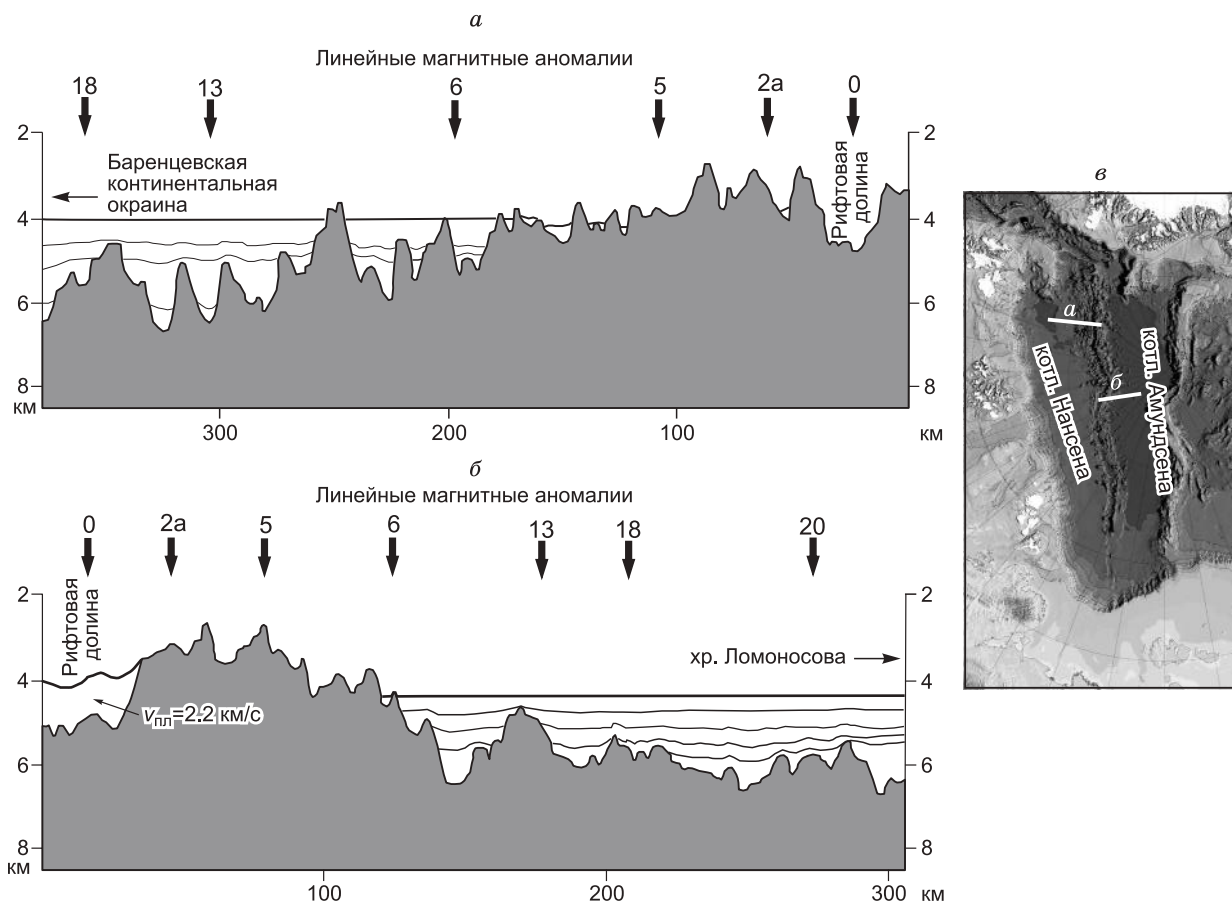 а
Линейные магнитные аномалии
18 13 6 5 2а 0
2 2
Баренцевская
континентальная
окраина
Рифтовая
долина
4 4
6 6
8 8
км
300 200 100 км
б
Линейные магнитные аномалии
0 2а 5 6 13 18 20
2 2
Рифтовая
долина
хр. Ломоносова
4 4
vпл=2.2 км/с
6 6
8 8
км
100 200 300 км
в
а
б
котл. Нансена
котл. Амундсена